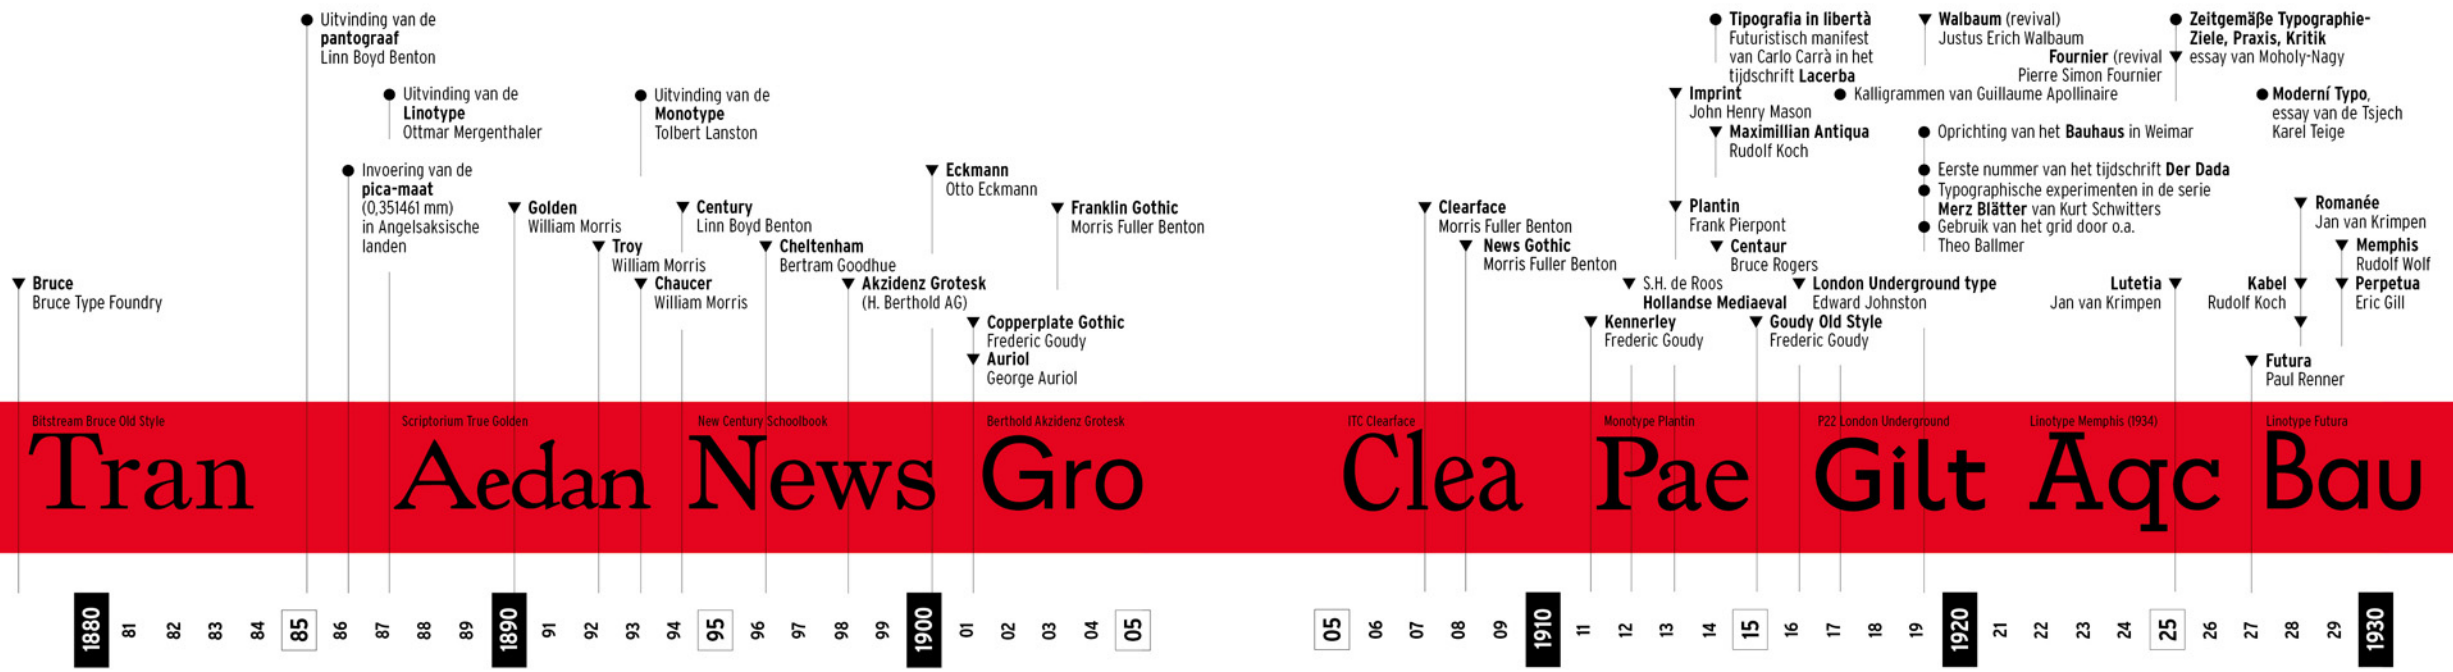 Uitvinding van de
pantograaf
Linn Boyd Benton
Uitvinding van de
Linotype
Ottmar Mergenthaler
Invoering van de
pica-maat
(0,351461 mm)
in Angelsaksische
landen
Bruce
Bruce Type Foundry
Uitvinding van de
Monotype
Tolbert Lanston
Golden
William Morris
Troy
William Morris
Chaucer
William Morris
Century
Linn Boyd Benton
Cheltenham
Bertram Goodhue
Akzidenz Grotesk
(H. Berthold AG)
Eckmann
Otto Eckmann
Franklin Gothic
Morris Fuller Benton
Copperplate Gothic
Frederic Goudy
Auriol
George Auriol
Clearface
Morris Fuller Benton
News Gothic
Morris Fuller Benton
Tipografia in libertà
Futuristisch manifest
van Carlo Carrà in het
tijdschrift Lacerba
Imprint
John Henry Mason
Maximillian Antiqua
Rudolf Koch
Plantin
Frank Pierpont
Centaur
Bruce Rogers
S.H. de Roos
Hollandse Mediaeval
Kennerley
Frederic Goudy
London Underground type
Edward Johnston
Goudy Old Style
Frederic Goudy
Walbaum (revival)
Justus Erich Walbaum
Fournier (revival
Pierre Simon Fournier
Kalligrammen van Guillaume Apollinaire
Oprichting van het Bauhaus in Weimar
Eerste nummer van het tijdschrift Der Dada
Typographische experimenten in de serie
Merz Blätter van Kurt Schwitters
Gebruik van het grid door o.a.
Theo Ballmer
Zeitgemäße Typographie-
Ziele, Praxis, Kritik
essay van Moholy-Nagy
Moderní Typo,
essay van de Tsjech
Karel Teige
Romanée
Jan van Krimpen
Memphis
Rudolf Wolf
Lutetia
Jan van Krimpen
Kabel
Rudolf Koch
Perpetua
Eric Gill
Futura
Paul Renner
Bitstream Bruce Old Style
Tran
Scriptorium True Golden
Aedan
New Century Schoolbook
News
Berthold Akzidenz Grotesk
Gro
ITC Clearface
Clea
Monotype Plantin
Pae
P22 London Underground
Gilt
Linotype Memphis (1934)
Aqc
Linotype Futura
Bau
1880 81 82 83 84 85 86 87 88 89 1890 91 92 93 94 95 96 97 98 99 1900 01 02 03 04 05
05 06 07 08 09 1910 11 12 13 14 15 16 17 18 19 1920 21 22 23 24 25 26 27 28 29 1930